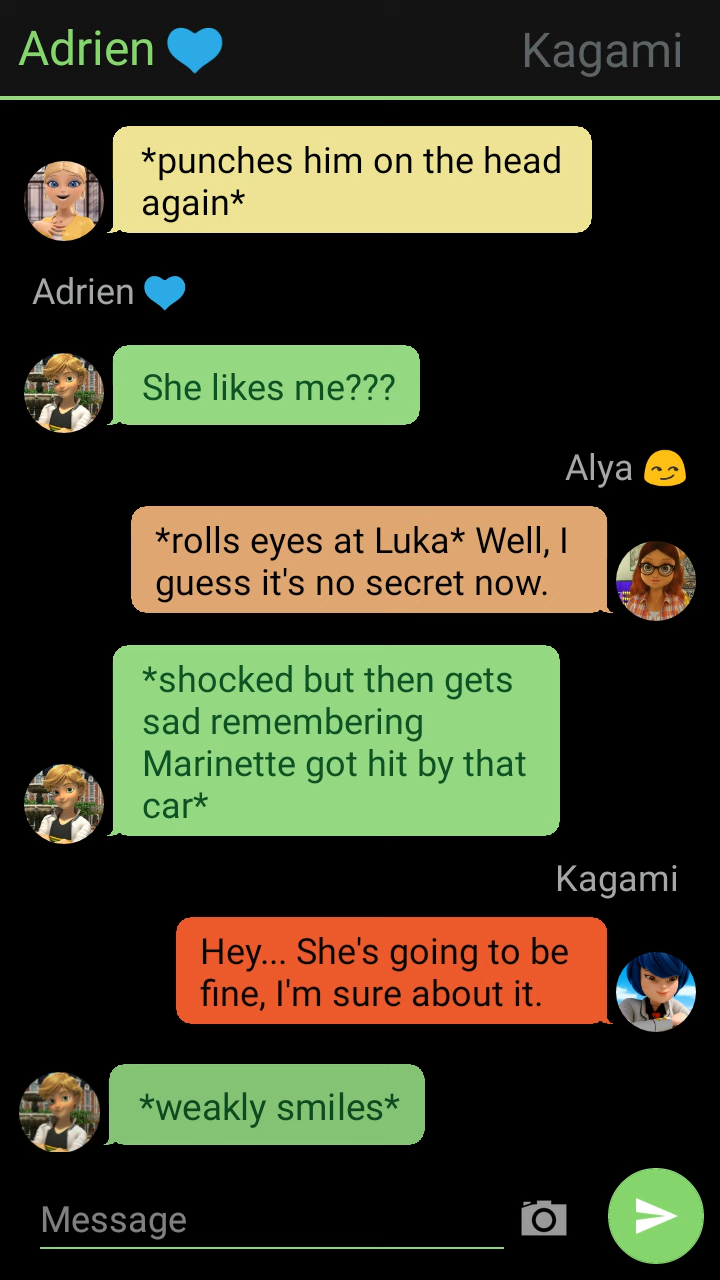 Adrien 💙 Kagami
*punches him on the head
again*
Adrien 💙
She likes me???
Alya 😏
*rolls eyes at Luka* Well, I
guess it's no secret now.
*shocked but then gets
sad remembering
Marinette got hit by that
car*
Kagami
Hey... She's going to be
fine, I'm sure about it.
*weakly smiles*
Message